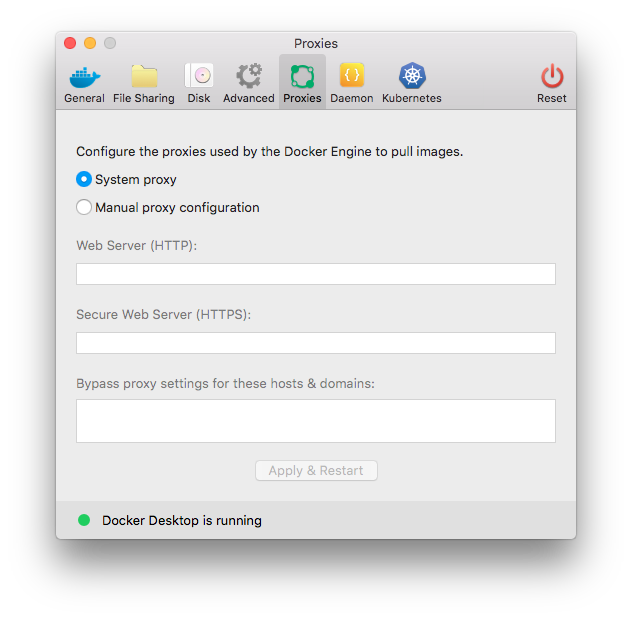 Proxies
General File Sharing Disk Advanced Proxies Daemon Kubernetes Reset
Configure the proxies used by the Docker Engine to pull images.
System proxy
Manual proxy configuration
Web Server (HTTP):
Secure Web Server (HTTPS):
Bypass proxy settings for these hosts & domains:
Apply & Restart
Docker Desktop is running